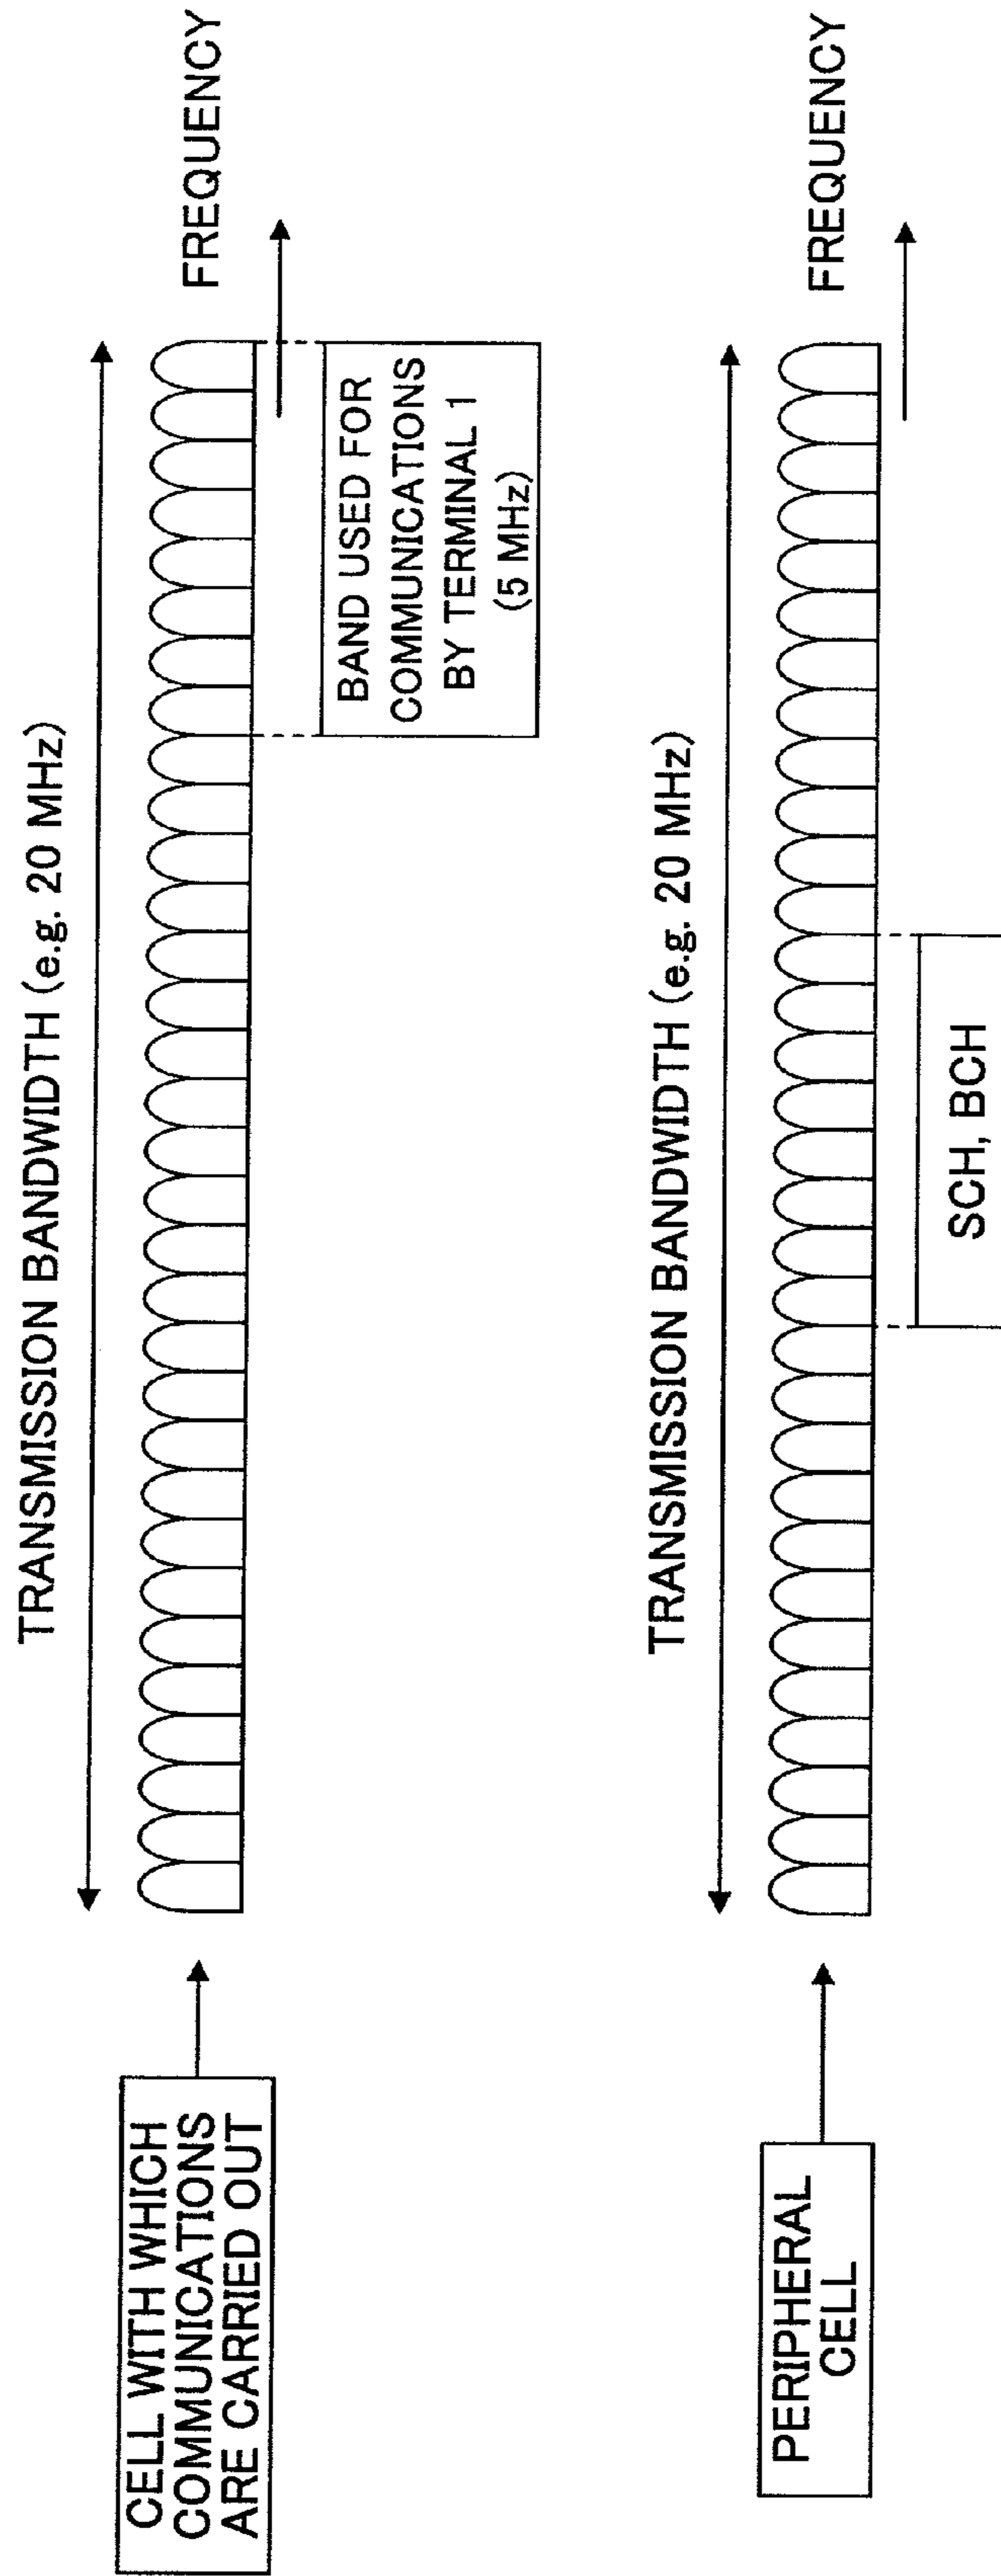 TRANSMISSION BANDWIDTH (e.g. 20 MHz)
FREQUENCY
CELL WITH WHICH
COMMUNICATIONS
ARE CARRIED OUT
BAND USED FOR
COMMUNICATIONS
BY TERMINAL 1
(5 MHz)
TRANSMISSION BANDWIDTH (e.g. 20 MHz)
FREQUENCY
PERIPHERAL
CELL
SCH, BCH